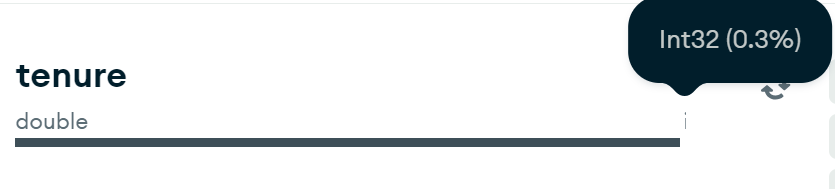 Int32 (0.3%)
tenure
double
i